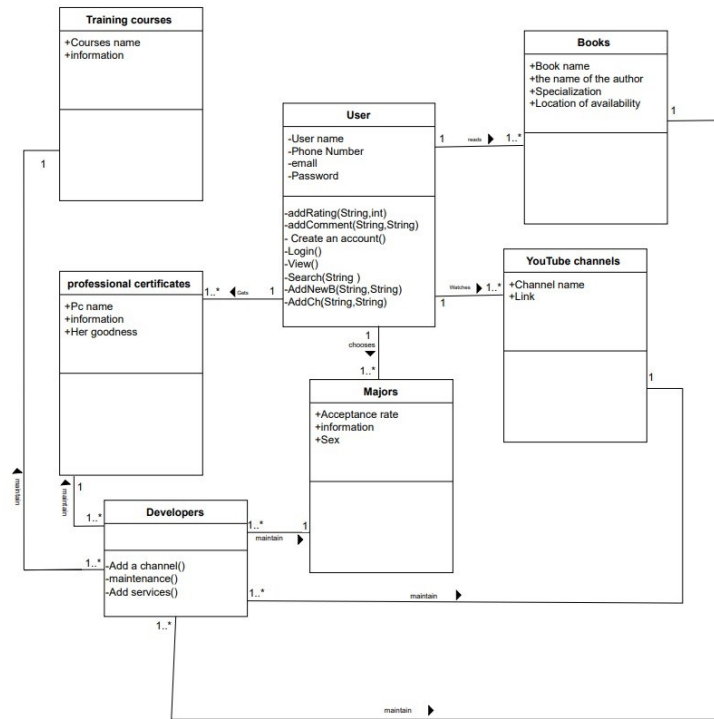 Training courses
+Courses name
+information
1
Books
+Book name
+the name of the author
+Specialization
+Location of availability
1
User
-User name
-Phone Number
-emall
-Password
-addRating(String,int)
-addComment(String,String)
- Create an account()
-Login()
-View()
-Search(String )
-AddNewB(String,String)
-AddCh(String,String)
1
reads
1..*
professional certificates
+Pc name
+information
+Her goodness
1..*
Gets
1
1
Watches
1..*
YouTube channels
+Channel name
+Link
1
1
chooses
1..*
Majors
+Acceptance rate
+information
+Sex
maintain
maintain
1
1..*
Developers
-Add a channel()
-maintenance()
-Add services()
1..*
maintain
1
1..*
1..*
maintain
1..*
maintain